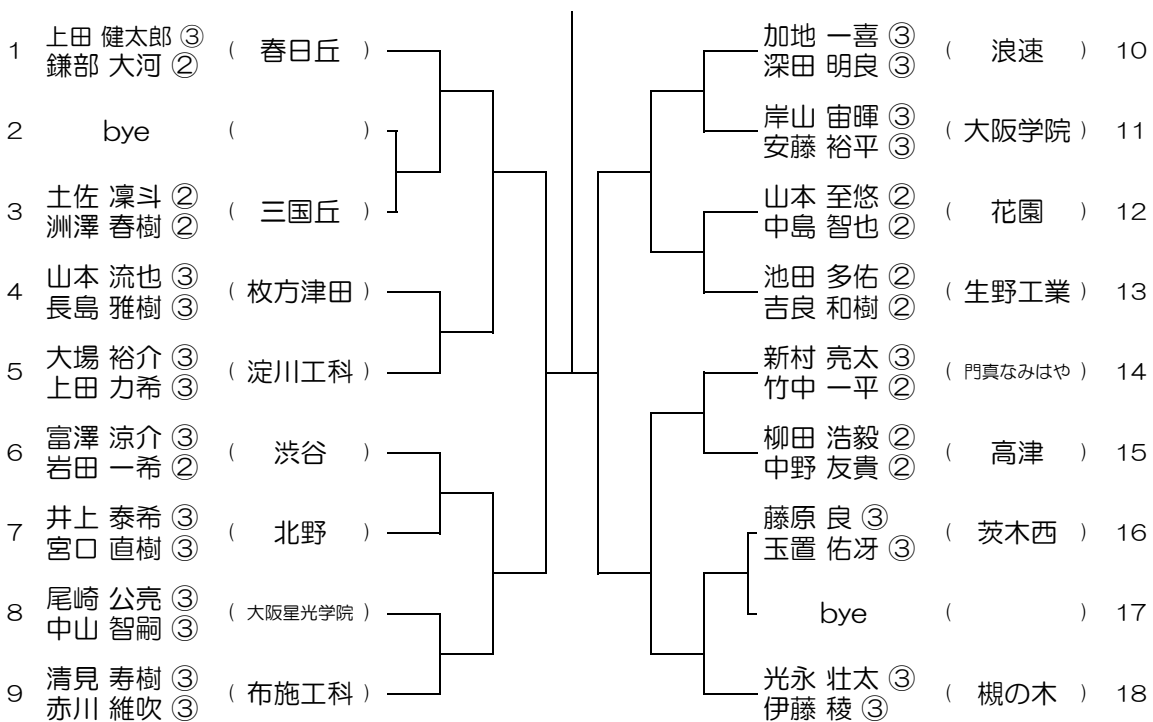 1 上田 健太郎 ③ ( 春日丘 )
鎌部 大河 ②
2 bye ( )
3 土佐 凜斗 ② ( 三国丘 )
洲澤 春樹 ②
4 山本 流也 ③ ( 枚方津田 )
長島 雅樹 ③
5 大場 裕介 ③ ( 淀川工科 )
上田 力希 ③
6 富澤 涼介 ③ ( 渋谷 )
岩田 一希 ②
7 井上 泰希 ③ ( 北野 )
宮口 直樹 ③
8 尾崎 公亮 ③ ( 大阪星光学院 )
中山 智嗣 ③
9 清見 寿樹 ③ ( 布施工科 )
赤川 維吹 ③
加地 一喜 ③ ( 浪速 ) 10
深田 明良 ③
岸山 宙暉 ③ ( 大阪学院 ) 11
安藤 裕平 ③
山本 至悠 ② ( 花園 ) 12
中島 智也 ②
池田 多佑 ② ( 生野工業 ) 13
吉良 和樹 ②
新村 亮太 ③ ( 門真なみはや ) 14
竹中 一平 ②
柳田 浩毅 ② ( 高津 ) 15
中野 友貴 ②
藤原 良 ③ ( 茨木西 ) 16
玉置 佑冴 ③
bye ( ) 17
光永 壮太 ③ ( 槻の木 ) 18
伊藤 稜 ③